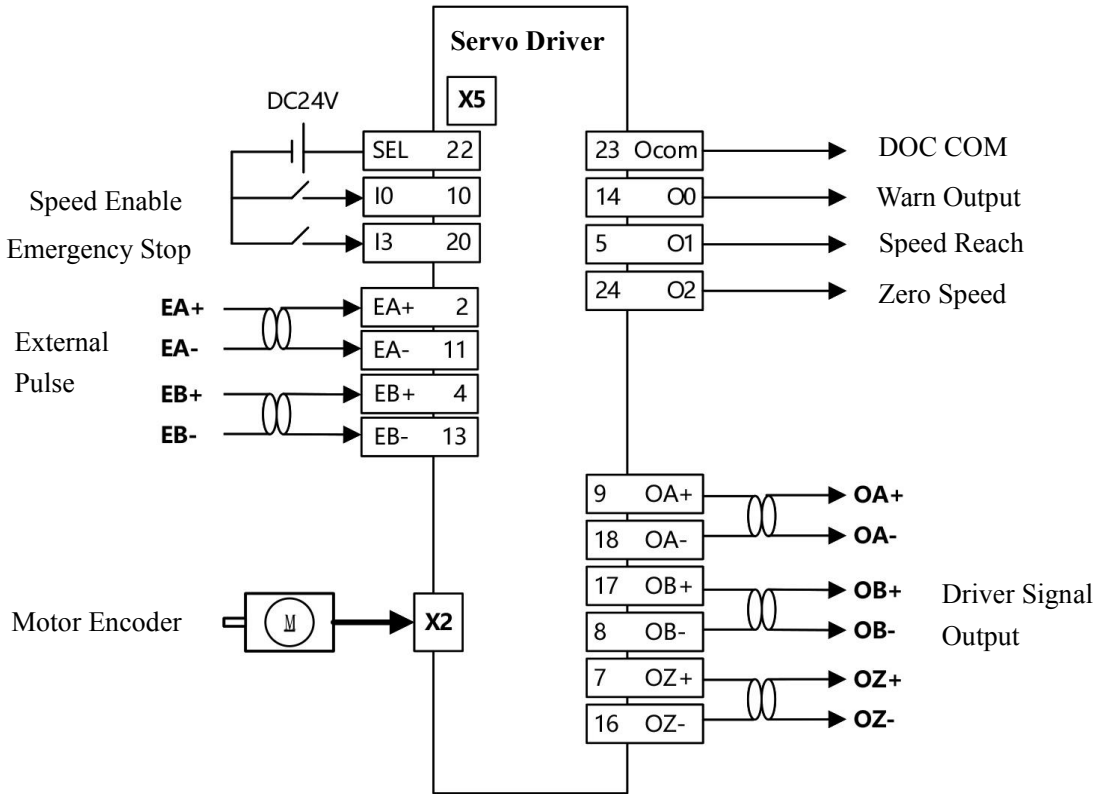 Servo Driver
X5
DC24V
SEL 22
Speed Enable
I0 10
Emergency Stop
I3 20
External
Pulse
EA+
EA+ 2
EA-
EA- 11
EB+
EB+ 4
EB-
EB- 13
Motor Encoder
M
X2
23 Ocom
DOC COM
14 O0
Warn Output
5 O1
Speed Reach
24 O2
Zero Speed
9 OA+
OA+
18 OA-
OA-
17 OB+
OB+
8 OB-
OB-
7 OZ+
OZ+
16 OZ-
OZ-
Driver Signal
Output